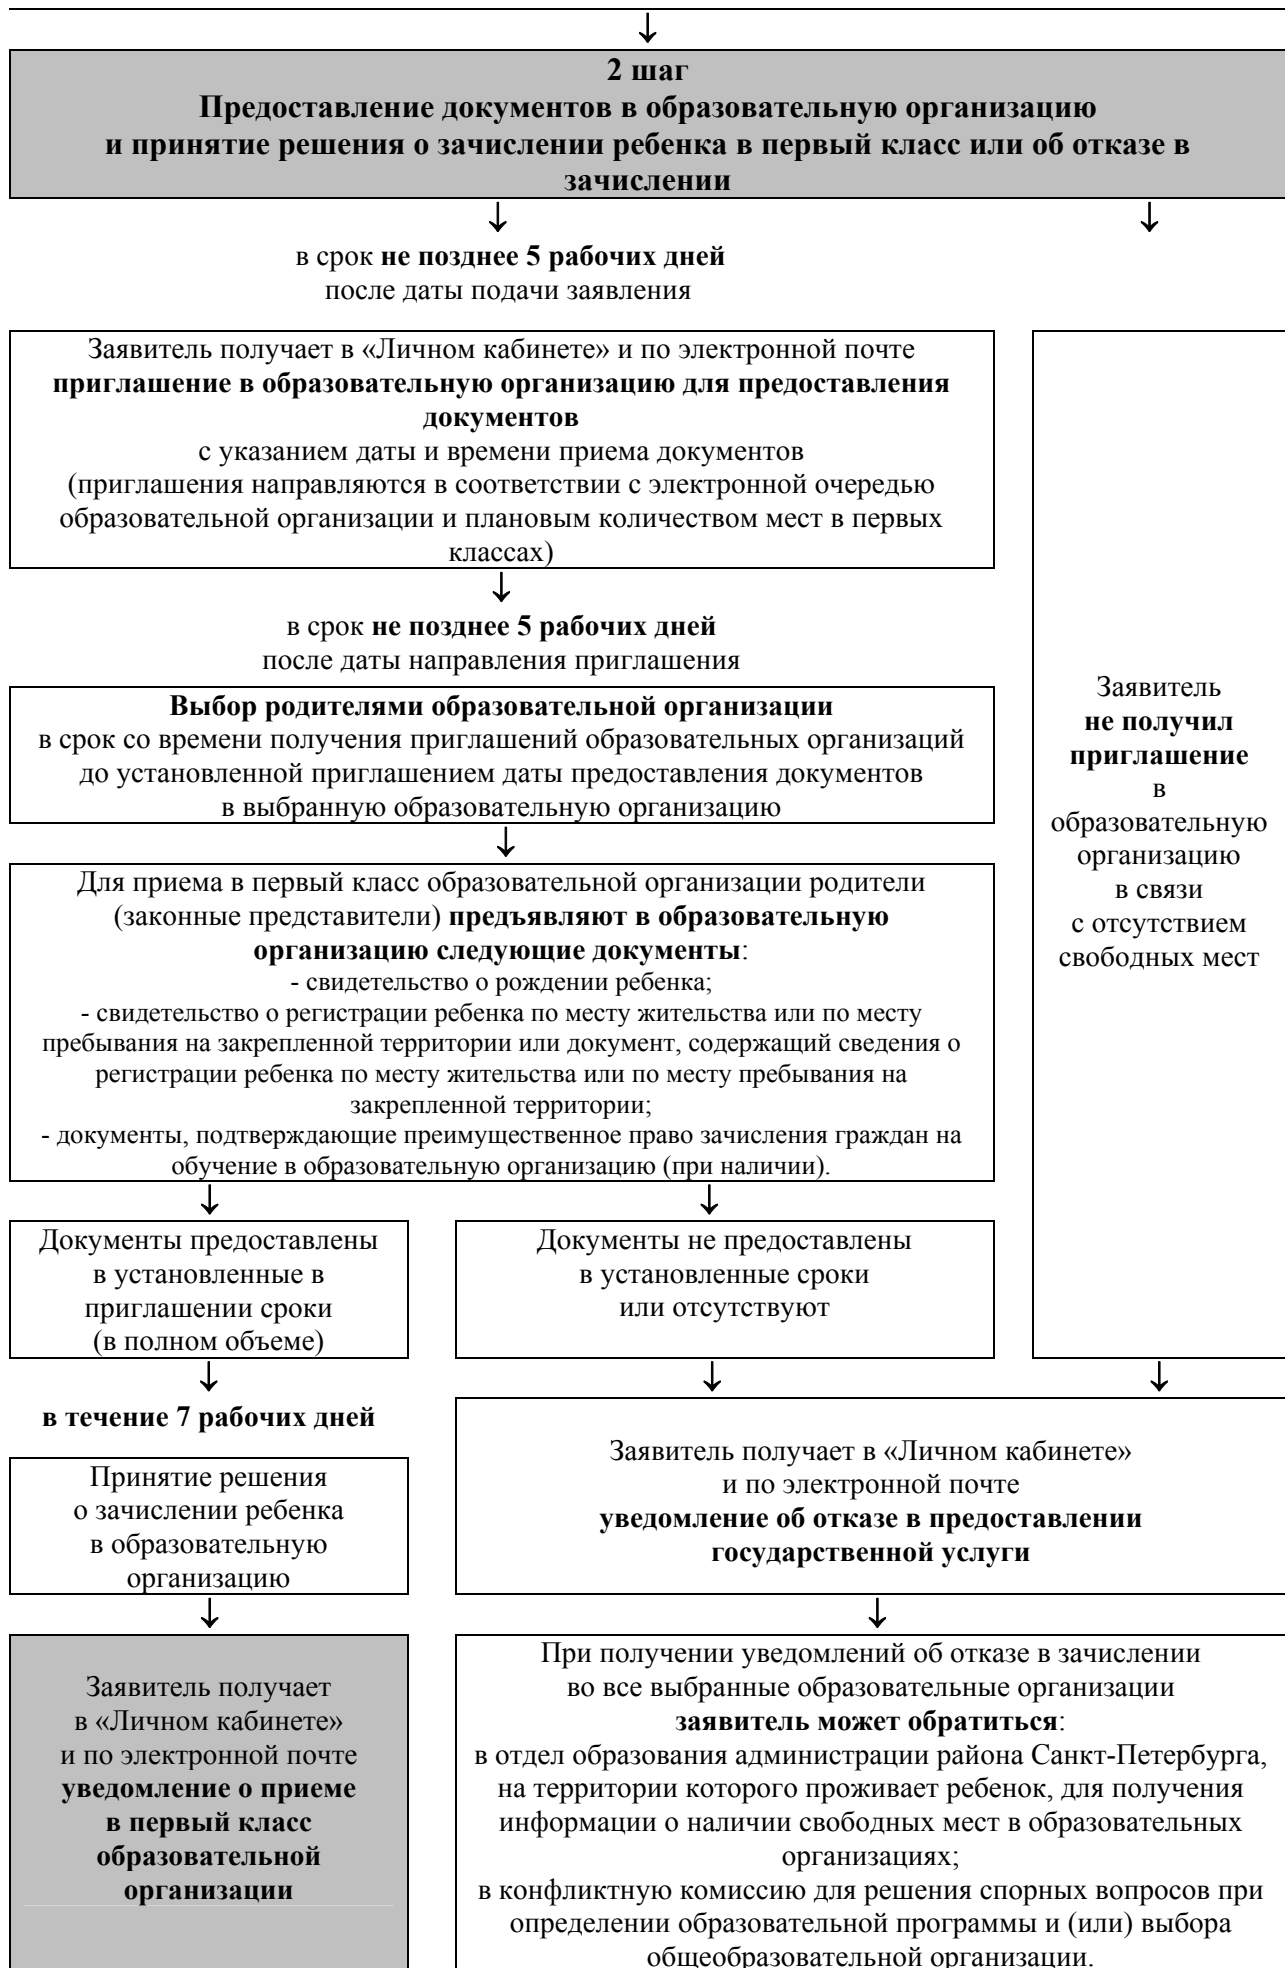 2 шаг
Предоставление документов в образовательную организацию
и принятие решения о зачислении ребенка в первый класс или об отказе в
зачислении
в срок не позднее 5 рабочих дней
после даты подачи заявления
Заявитель получает в «Личном кабинете» и по электронной почте
приглашение в образовательную организацию для предоставления
документов
с указанием даты и времени приема документов
(приглашения направляются в соответствии с электронной очередью
образовательной организации и плановым количеством мест в первых
классах)
в срок не позднее 5 рабочих дней
после даты направления приглашения
Выбор родителями образовательной организации
в срок со времени получения приглашений образовательных организаций
до установленной приглашением даты предоставления документов
в выбранную образовательную организацию
Для приема в первый класс образовательной организации родители
(законные представители) предъявляют в образовательную
организацию следующие документы:
- свидетельство о рождении ребенка;
- свидетельство о регистрации ребенка по месту жительства или по месту
пребывания на закрепленной территории или документ, содержащий сведения о
регистрации ребенка по месту жительства или по месту пребывания на
закрепленной территории;
- документы, подтверждающие преимущественное право зачисления граждан на
обучение в образовательную организацию (при наличии).
Заявитель
не получил
приглашение
в
образовательную
организацию
в связи
с отсутствием
свободных мест
Документы предоставлены
в установленные в
приглашении сроки
(в полном объеме)
Документы не предоставлены
в установленные сроки
или отсутствуют
в течение 7 рабочих дней
Принятие решения
о зачислении ребенка
в образовательную
организацию
Заявитель получает в «Личном кабинете»
и по электронной почте
уведомление об отказе в предоставлении
государственной услуги
Заявитель получает
в «Личном кабинете»
и по электронной почте
уведомление о приеме
в первый класс
образовательной
организации
При получении уведомлений об отказе в зачислении
во все выбранные образовательные организации
заявитель может обратиться:
в отдел образования администрации района Санкт-Петербурга,
на территории которого проживает ребенок, для получения
информации о наличии свободных мест в образовательных
организациях;
в конфликтную комиссию для решения спорных вопросов при
определении образовательной программы и (или) выбора
общеобразовательной организации.